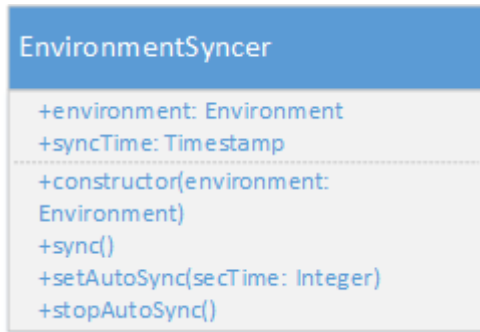 EnvironmentSyncer
+environment: Environment
+syncTime: Timestamp
+constructor(environment:
Environment)
+sync()
+setAutoSync(secTime: Integer)
+stopAutoSync()